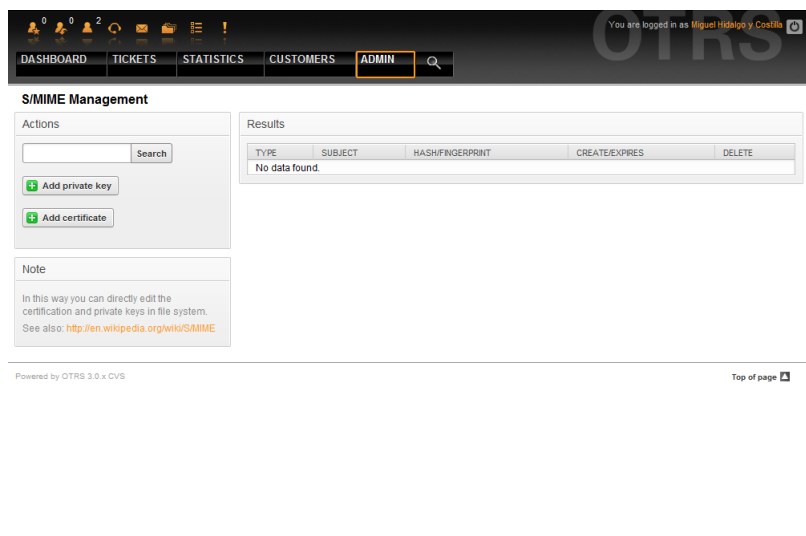 0 0 2
You are logged in as Miguel Hidalgo y Costilla
OTRS
DASHBOARD TICKETS STATISTICS CUSTOMERS ADMIN
S/MIME Management
Actions
Search
Add private key
Add certificate
Note
In this way you can directly edit the
certification and private keys in file system.
See also: http://en.wikipedia.org/wiki/S/MIME
Results
TYPE SUBJECT HASH/FINGERPRINT CREATE/EXPIRES DELETE
No data found.
Powered by OTRS 3.0.x CVS
Top of page